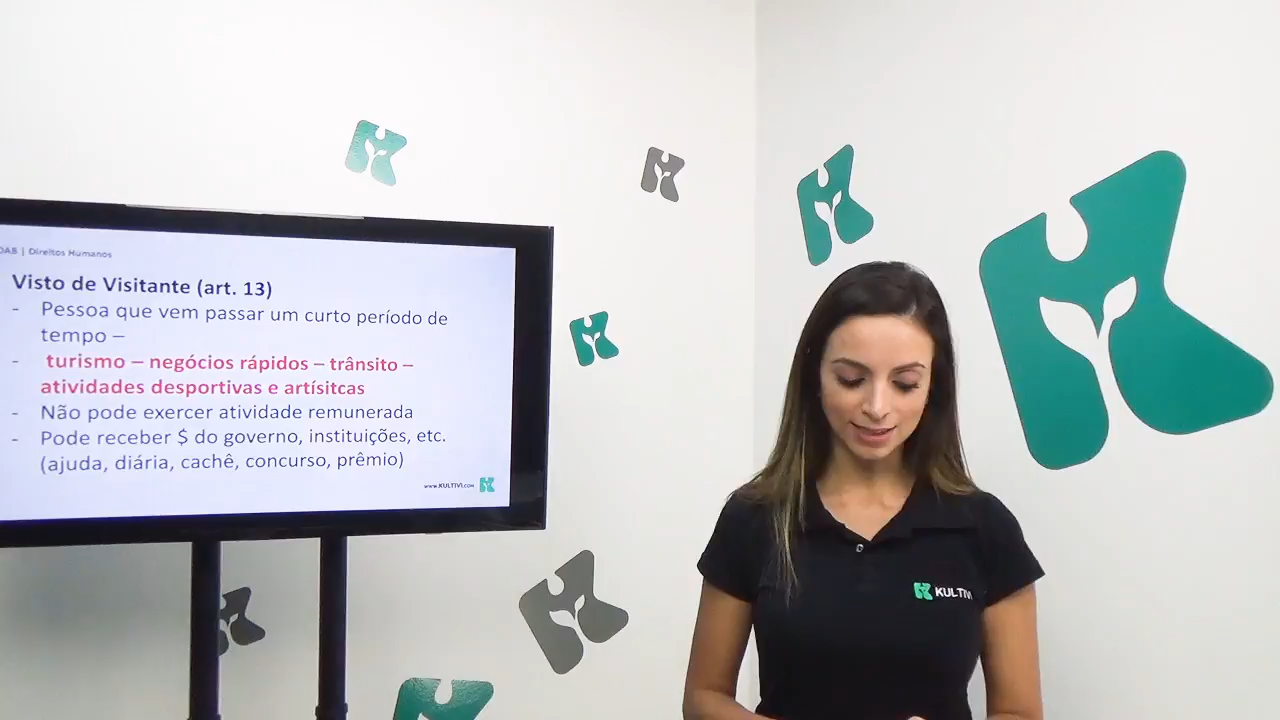 OAB | Direitos Humanos
Visto de Visitante (art. 13)
- Pessoa que vem passar um curto período de
tempo –
- turismo – negócios rápidos – trânsito –
atividades desportivas e artísitcas
- Não pode exercer atividade remunerada
- Pode receber $ do governo, instituições, etc.
(ajuda, diária, cachê, concurso, prêmio)
www.KULTIVI.com
KULTIVI